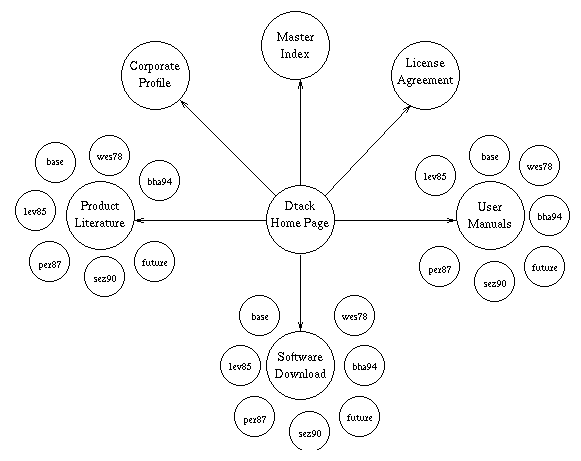 Master
Index
Corporate
Profile
License
Agreement
base
wes78
bha94
lev85
Product
Literature
per87
sez90
future
Dtack
Home Page
base
wes78
lev85
bha94
User
Manuals
per87
sez90
future
base
wes78
lev85
Software
Download
bha94
per87
sez90
future